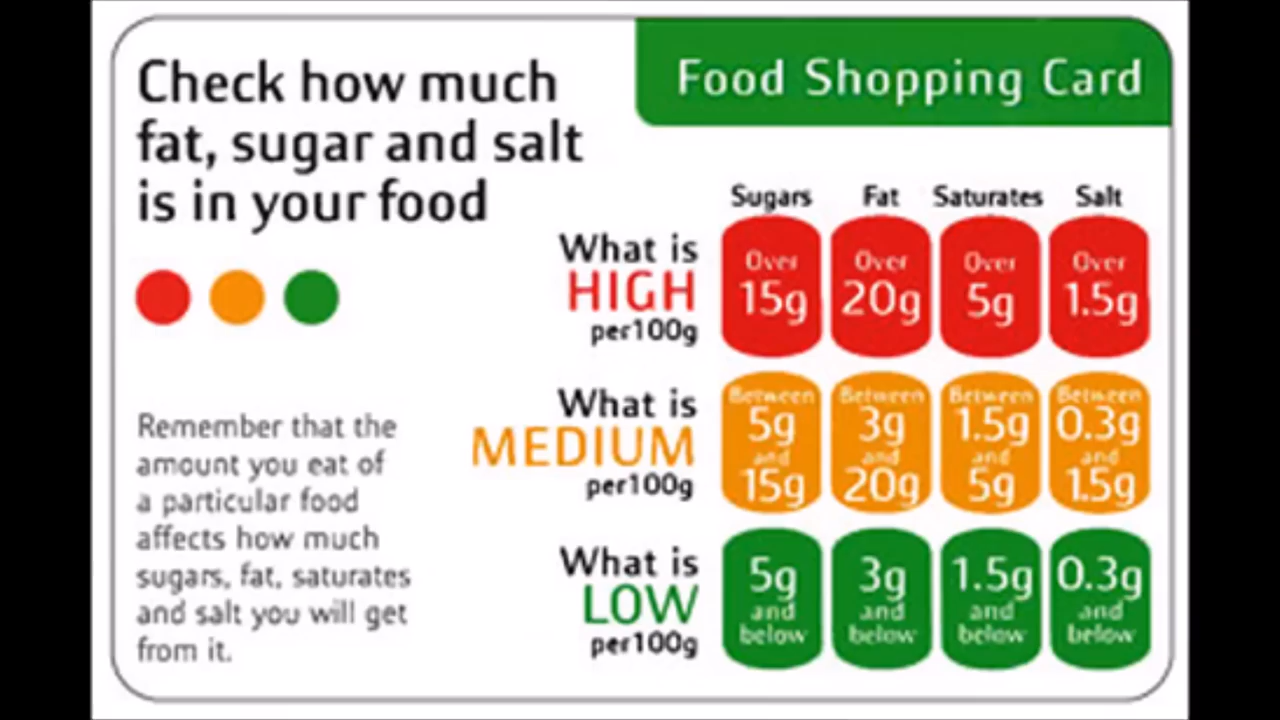 Check how much
fat, sugar and salt
is in your food
Food Shopping Card
Sugars Fat Saturates Salt
What is
HIGH
per100g
Over 15g
Over 20g
Over 5g
Over 1.5g
What is
MEDIUM
per100g
Between 5g and 15g
Between 3g and 20g
Between 1.5g and 5g
Between 0.3g and 1.5g
What is
LOW
per100g
5g and below
3g and below
1.5g and below
0.3g and below
Remember that the
amount you eat of
a particular food
affects how much
sugars, fat, saturates
and salt you will get
from it.